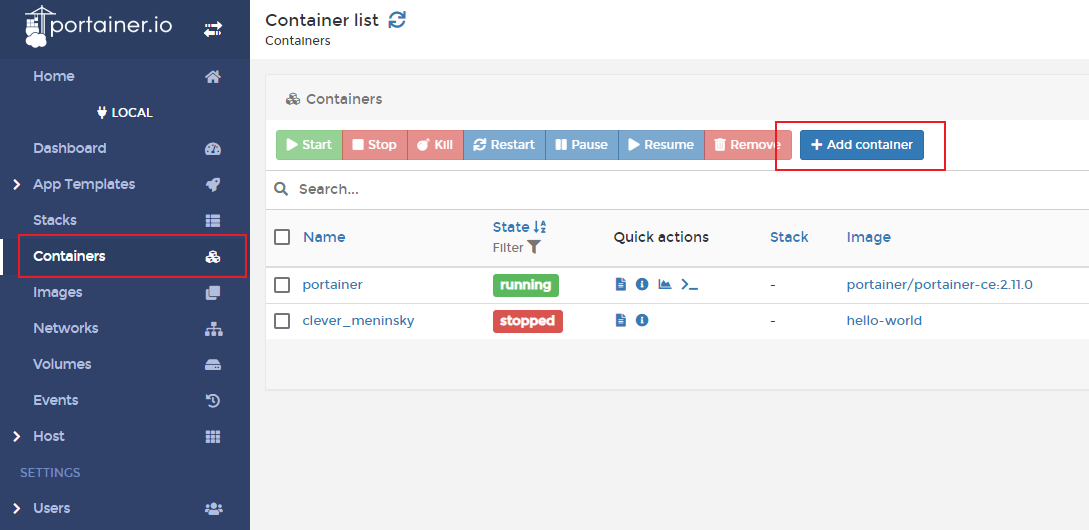 portainer.io
Home
LOCAL
Dashboard
App Templates
Stacks
Containers
Images
Networks
Volumes
Events
Host
SETTINGS
Users
Container list
Containers
Containers
Start Stop Kill Restart Pause Resume Remove Add container
Search...
Name State Quick actions Stack Image
Filter
portainer running - portainer/portainer-ce:2.11.0
clever_meninsky stopped - hello-world